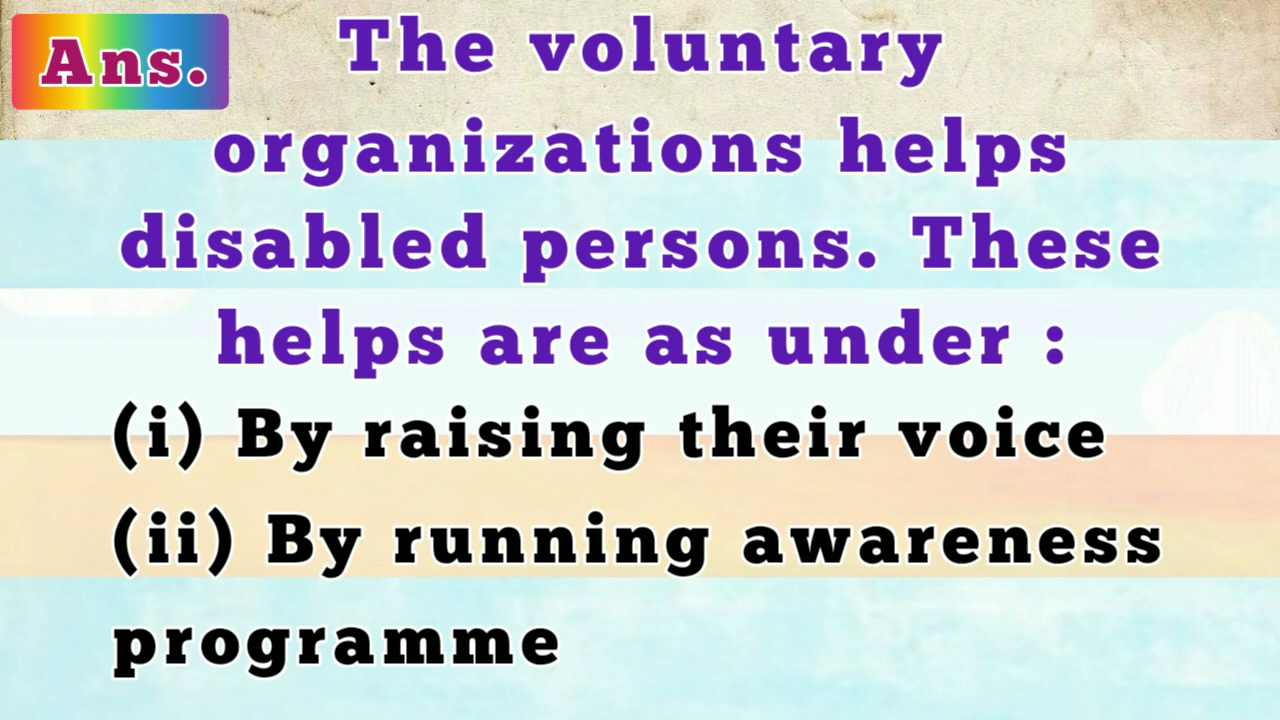 Ans.
The voluntary
organizations helps
disabled persons. These
helps are as under :
(i) By raising their voice
(ii) By running awareness
programme